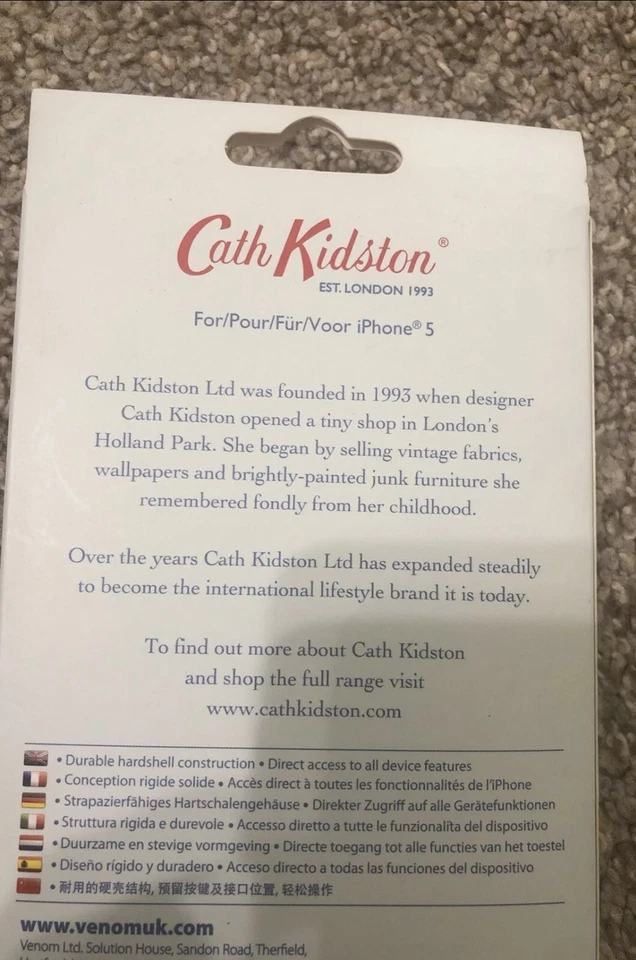 Cath Kidston®
EST. LONDON 1993
For/Pour/Für/Voor iPhone® 5
Cath Kidston Ltd was founded in 1993 when designer
Cath Kidston opened a tiny shop in London's
Holland Park. She began by selling vintage fabrics,
wallpapers and brightly-painted junk furniture she
remembered fondly from her childhood.
Over the years Cath Kidston Ltd has expanded steadily
to become the international lifestyle brand it is today.
To find out more about Cath Kidston
and shop the full range visit
www.cathkidston.com
• Durable hardshell construction • Direct access to all device features
• Conception rigide solide • Accès direct à toutes les fonctionnalités de l'iPhone
• Strapazierfähiges Hartschalengehäuse • Direkter Zugriff auf alle Gerätefunktionen
• Struttura rigida e durevole • Accesso diretto a tutte le funzionalità del dispositivo
• Duurzame en stevige vormgeving • Directe toegang tot alle functies van het toestel
• Diseño rígido y duradero • Acceso directo a todas las funciones del dispositivo
• 耐用的硬壳结构, 预留按键及接口位置, 轻松操作
www.venomuk.com
Venom Ltd. Solution House, Sandon Road, Therfield,